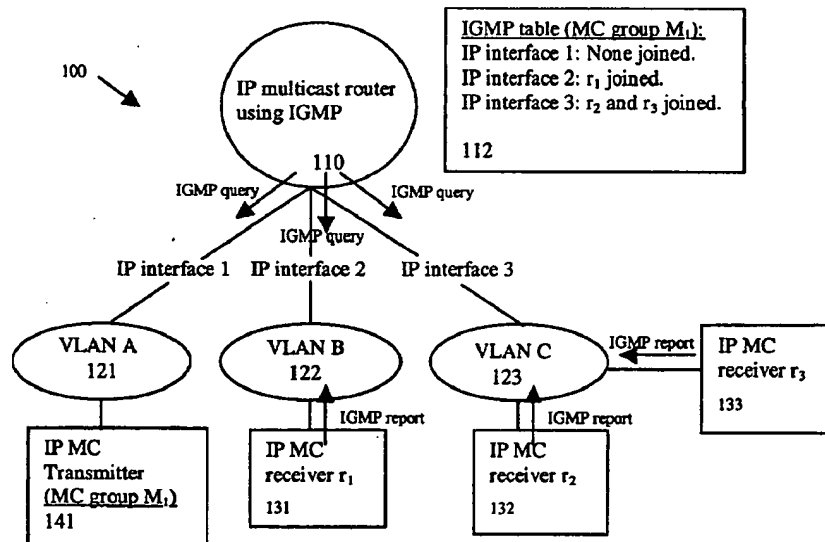 100
IP multicast router
using IGMP
110
IGMP table (MC group M₁):
IP interface 1: None joined.
IP interface 2: r₁ joined.
IP interface 3: r₂ and r₃ joined.
112
IGMP query
IGMP query
IGMP query
IP interface 1
IP interface 2
IP interface 3
VLAN A
121
VLAN B
122
VLAN C
123
IGMP report
IP MC
receiver r₃
133
IGMP report
IGMP report
IP MC
Transmitter
(MC group M₁)
141
IP MC
receiver r₁
131
IP MC
receiver r₂
132